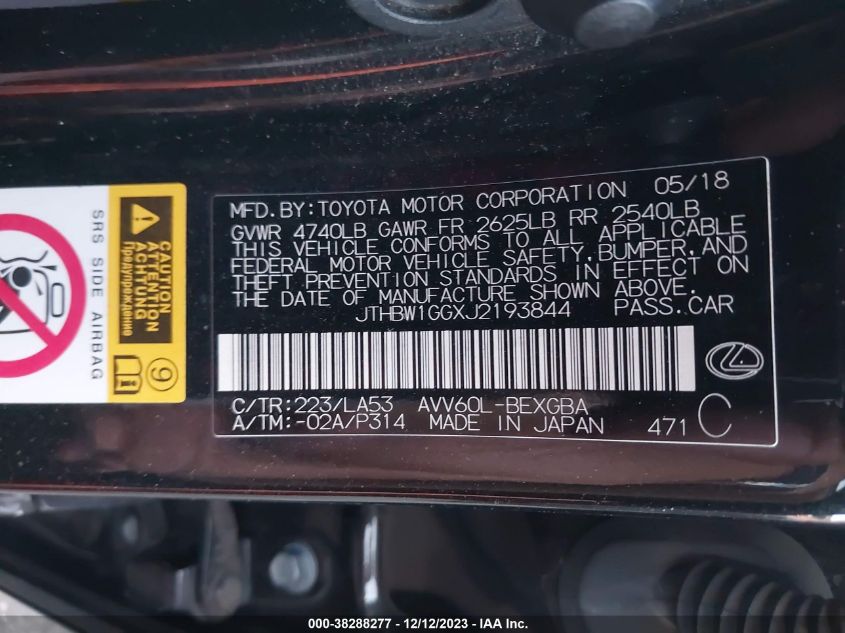 MFD.BY:TOYOTA MOTOR CORPORATION 05/18
GVWR 4740LB GAWR FR 2625LB RR 2540LB
THIS VEHICLE CONFORMS TO ALL APPLICABLE
FEDERAL MOTOR VEHICLE SAFETY,BUMPER,AND
THEFT PREVENTION STANDARDS IN EFFECT ON
THE DATE OF MANUFACTURE SHOWN ABOVE.
JTHBW1GGXJ2193844 PASS.CAR
C/TR:223/LA53 AVV60L-BEXGBA
A/TM:-02A/P314 MADE IN JAPAN 471 C
SRS SIDE AIRBAG
CAUTION
ATTENTION
ACHTUNG
Предупреждение
9
000-38288277 - 12/12/2023 - IAA Inc.